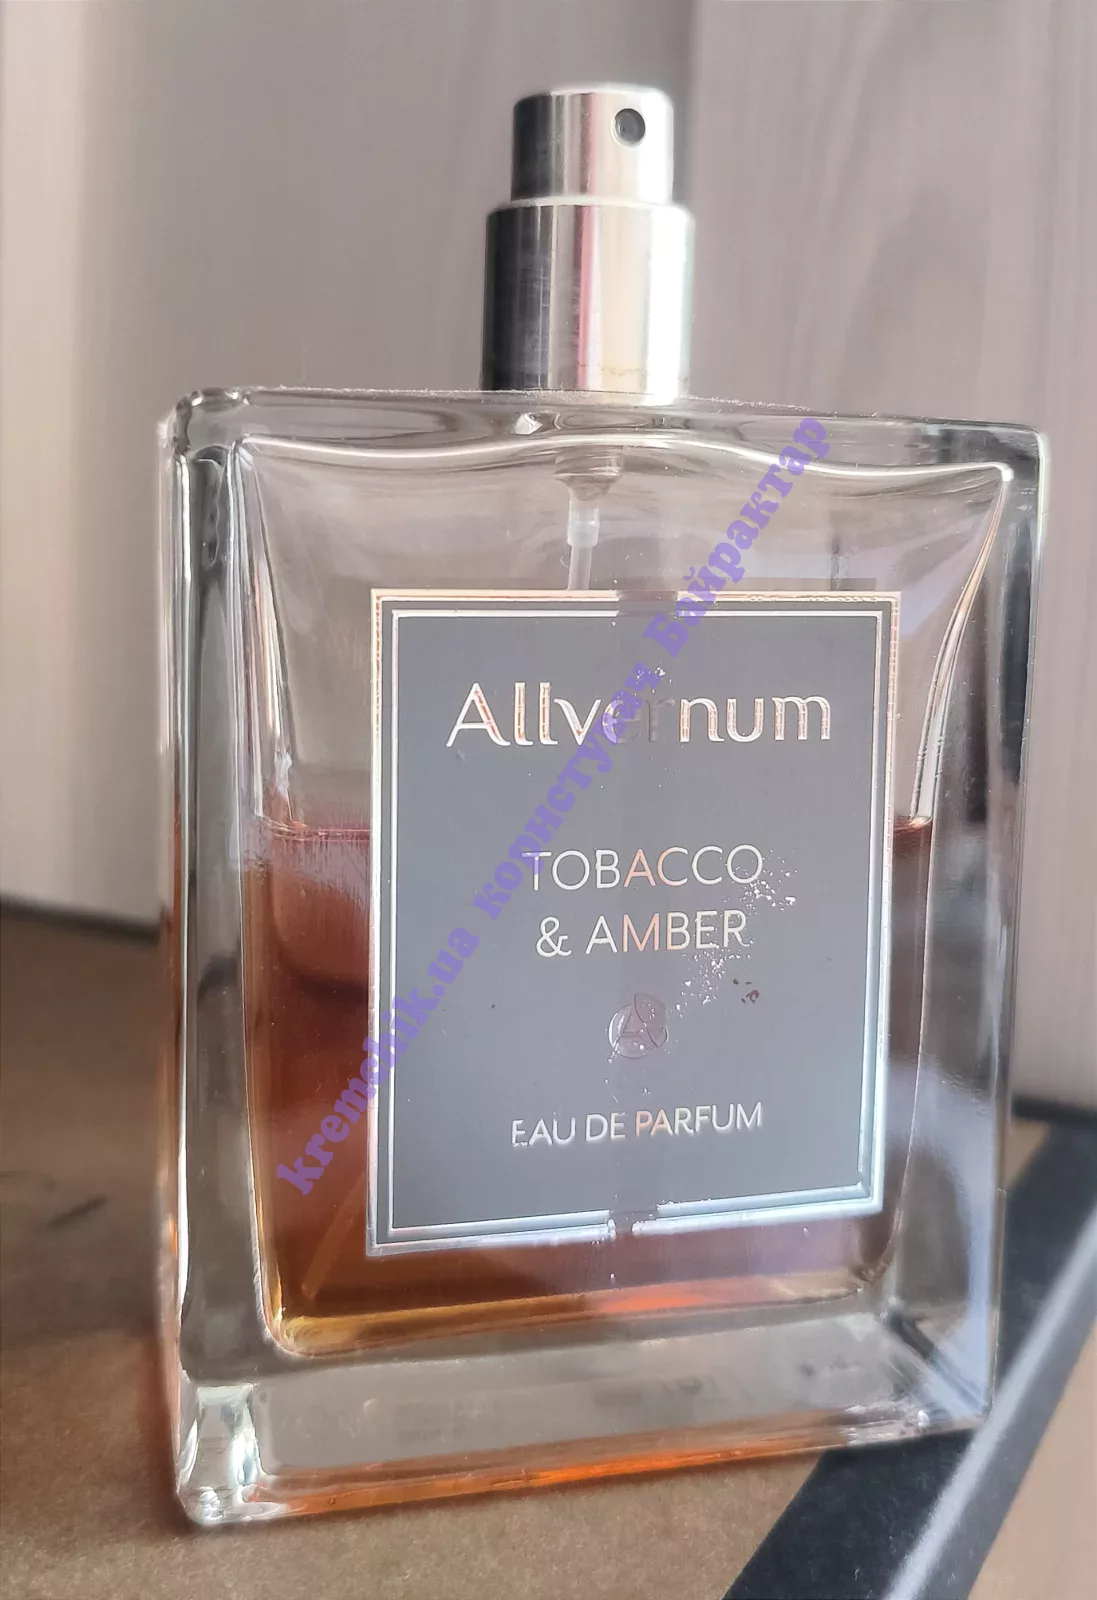 Allvernum
TOBACCO
& AMBER
EAU DE PARFUM
kremchik.ua користувач Байрактар